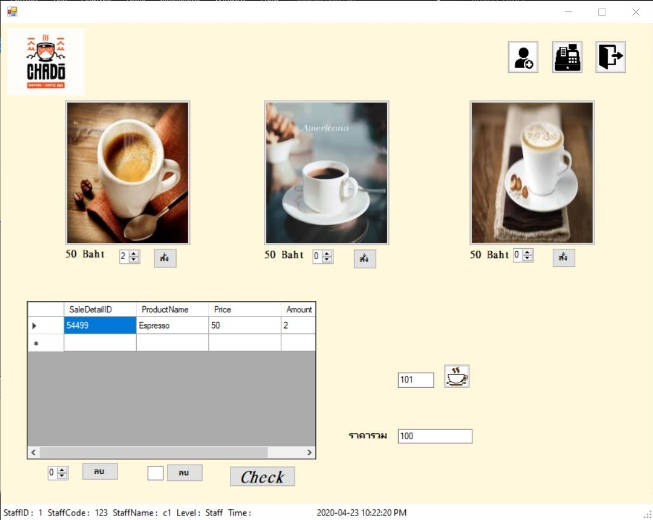 CHADO
Americano
50 Baht 2 สั่ง
50 Baht 0 สั่ง
50 Baht 0 สั่ง
SaleDetailID ProductName Price Amount
54499 Espresso 50 2
101
ราคารวม 100
0 ลบ ลบ Check
StaffID: 1 StaffCode: 123 StaffName: c1 Level: Staff Time: 2020-04-23 10:22:20 PM